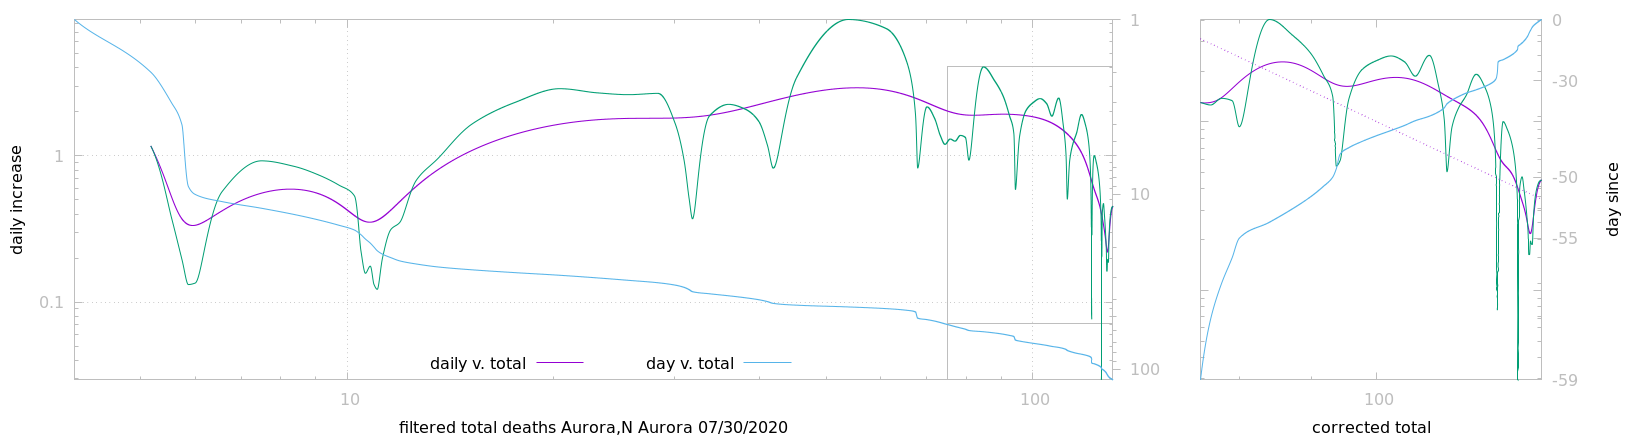 daily increase
1
0.1
10
100
1
10
100
daily v. total
day v. total
filtered total deaths Aurora,N Aurora 07/30/2020
0
-30
-50
-55
-59
day since
100
corrected total